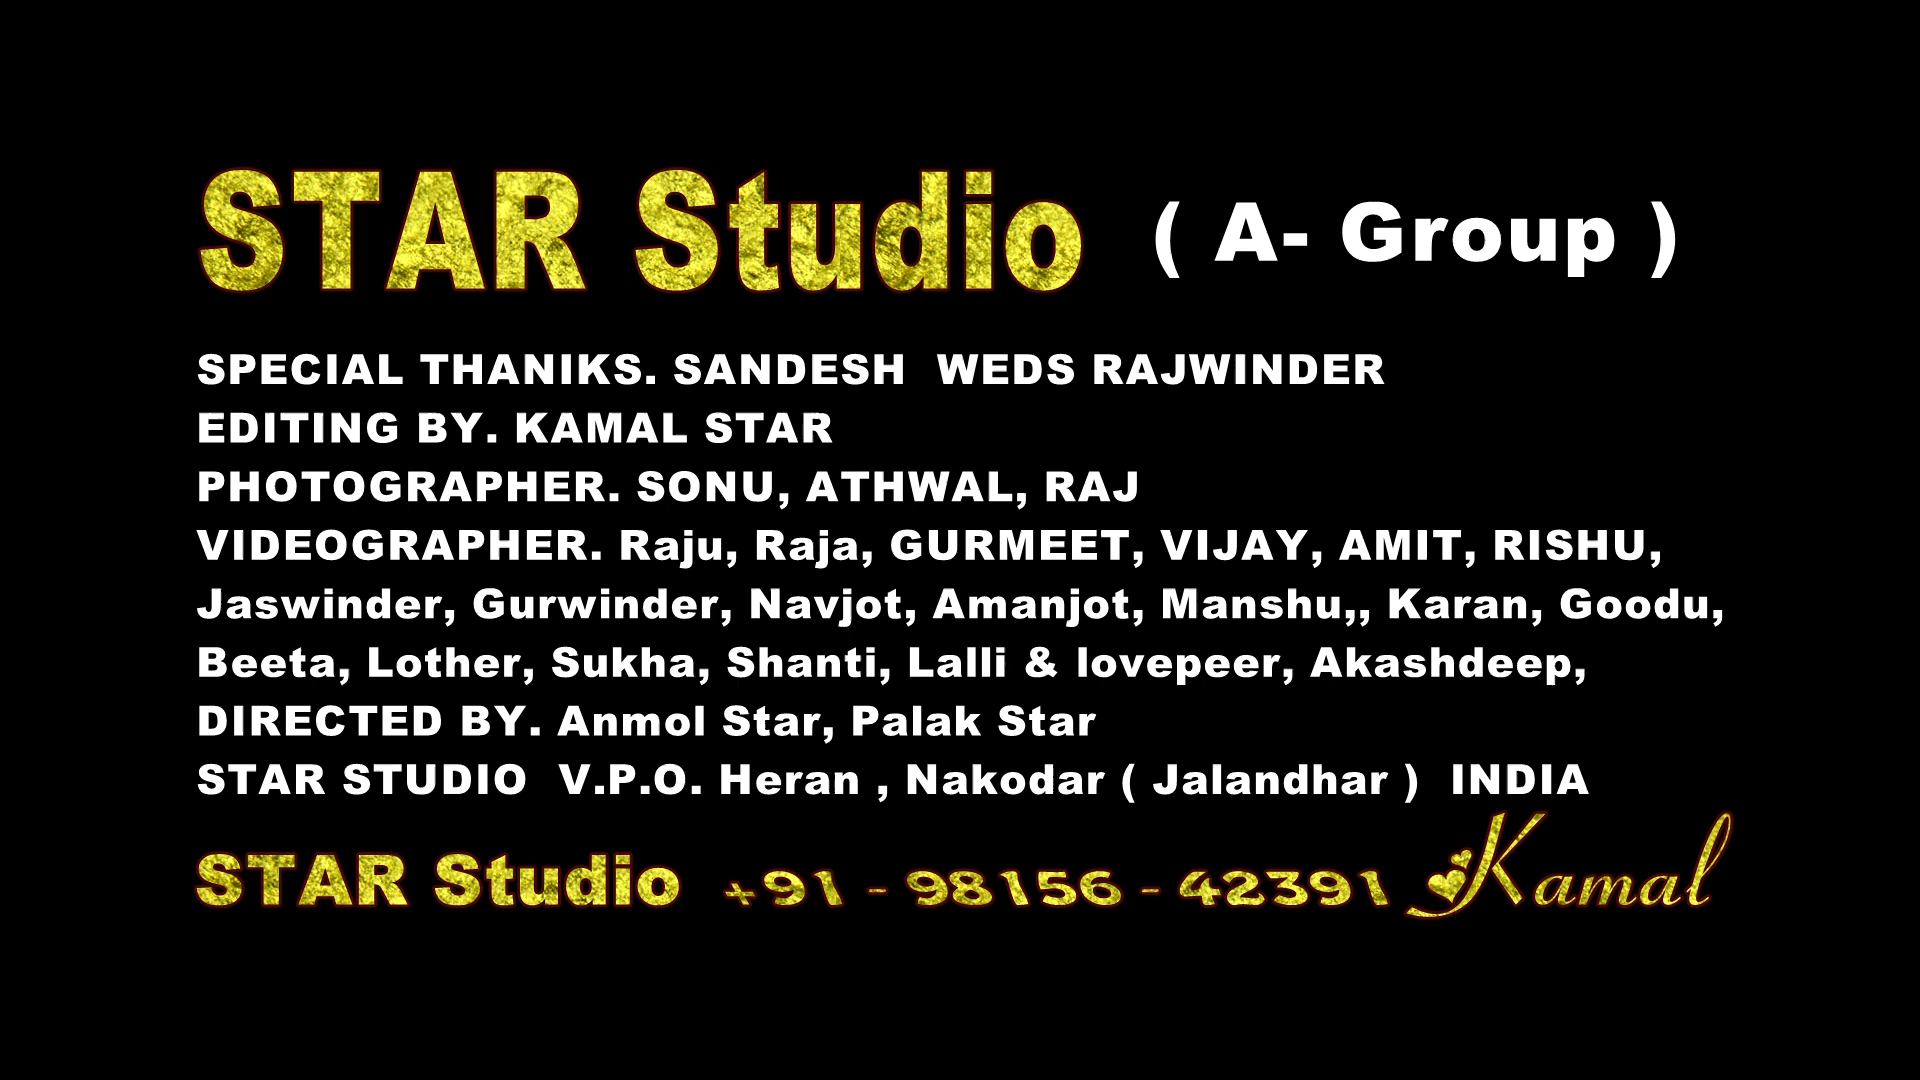 STAR Studio ( A- Group )
SPECIAL THANIKS. SANDESH  WEDS RAJWINDER
EDITING BY. KAMAL STAR
PHOTOGRAPHER. SONU, ATHWAL, RAJ
VIDEOGRAPHER. Raju, Raja, GURMEET, VIJAY, AMIT, RISHU,
Jaswinder, Gurwinder, Navjot, Amanjot, Manshu,, Karan, Goodu,
Beeta, Lother, Sukha, Shanti, Lalli & lovepeer, Akashdeep,
DIRECTED BY. Anmol Star, Palak Star
STAR STUDIO  V.P.O. Heran , Nakodar ( Jalandhar )  INDIA
STAR Studio +91 - 98156 - 42391 Kamal